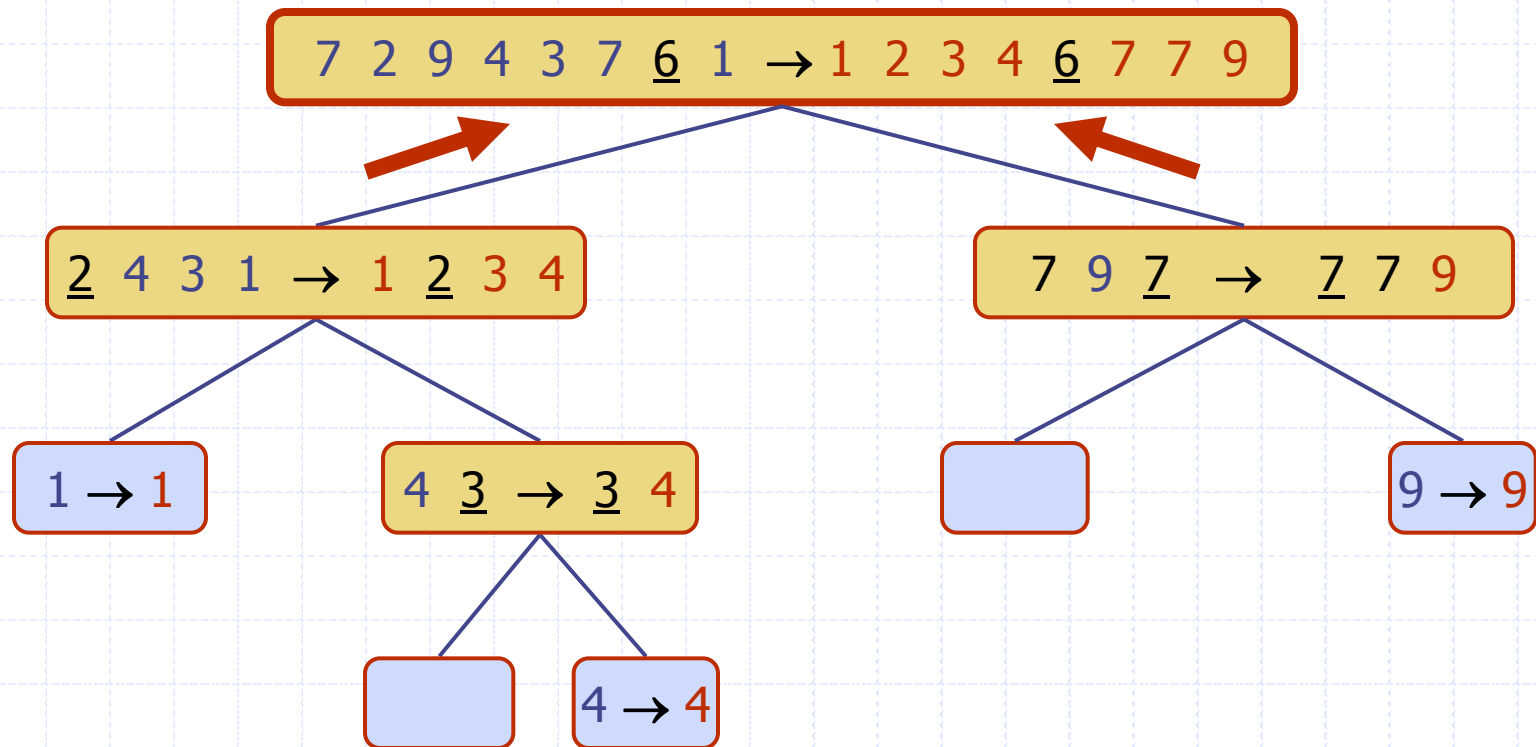 7 2 9 4 3 7 6 1 → 1 2 3 4 6 7 7 9
2 4 3 1 → 1 2 3 4
7 9 7 → 7 7 9
1 → 1
4 3 → 3 4
9 → 9
4 → 4